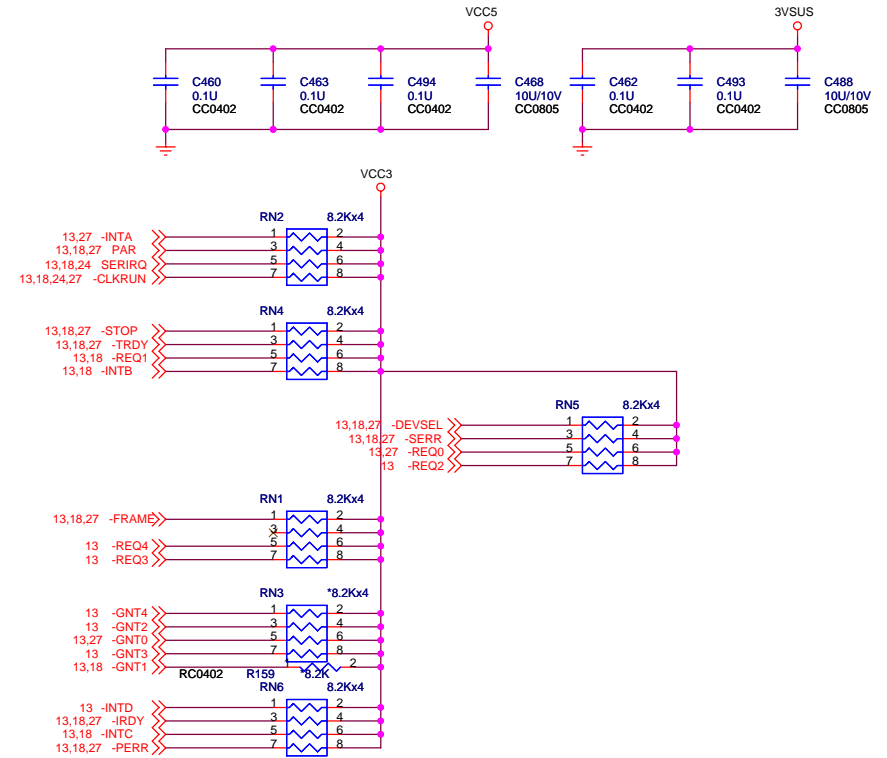 VCC5 3VSUS
C460 C463 C494 C468 C462 C493 C488
0.1U 0.1U 0.1U 10U/10V 0.1U 0.1U 10U/10V
CC0402 CC0402 CC0402 CC0805 CC0402 CC0402 CC0805
VCC3
RN2 8.2Kx4
13,27 -INTA 1 2
13,18,27 PAR 3 4
13,18,24 SERIRQ 5 6
13,18,24,27 -CLKRUN 7 8
RN4 8.2Kx4
13,18,27 -STOP 1 2
13,18,27 -TRDY 3 4
13,18 -REQ1 5 6
13,18 -INTB 7 8
RN5 8.2Kx4
13,18,27 -DEVSEL 1 2
13,18,27 -SERR 3 4
13,27 -REQ0 5 6
13 -REQ2 7 8
RN1 8.2Kx4
13,18,27 -FRAME 1 2
3 4
13 -REQ4 5 6
13 -REQ3 7 8
RN3 *8.2Kx4
13 -GNT4 1 2
13 -GNT2 3 4
13,27 -GNT0 5 6
13 -GNT3 7 8
13,18 -GNT1 1 2
RC0402 R159 *8.2K
RN6 8.2Kx4
13 -INTD 1 2
13,18,27 -IRDY 3 4
13,18 -INTC 5 6
13,18,27 -PERR 7 8